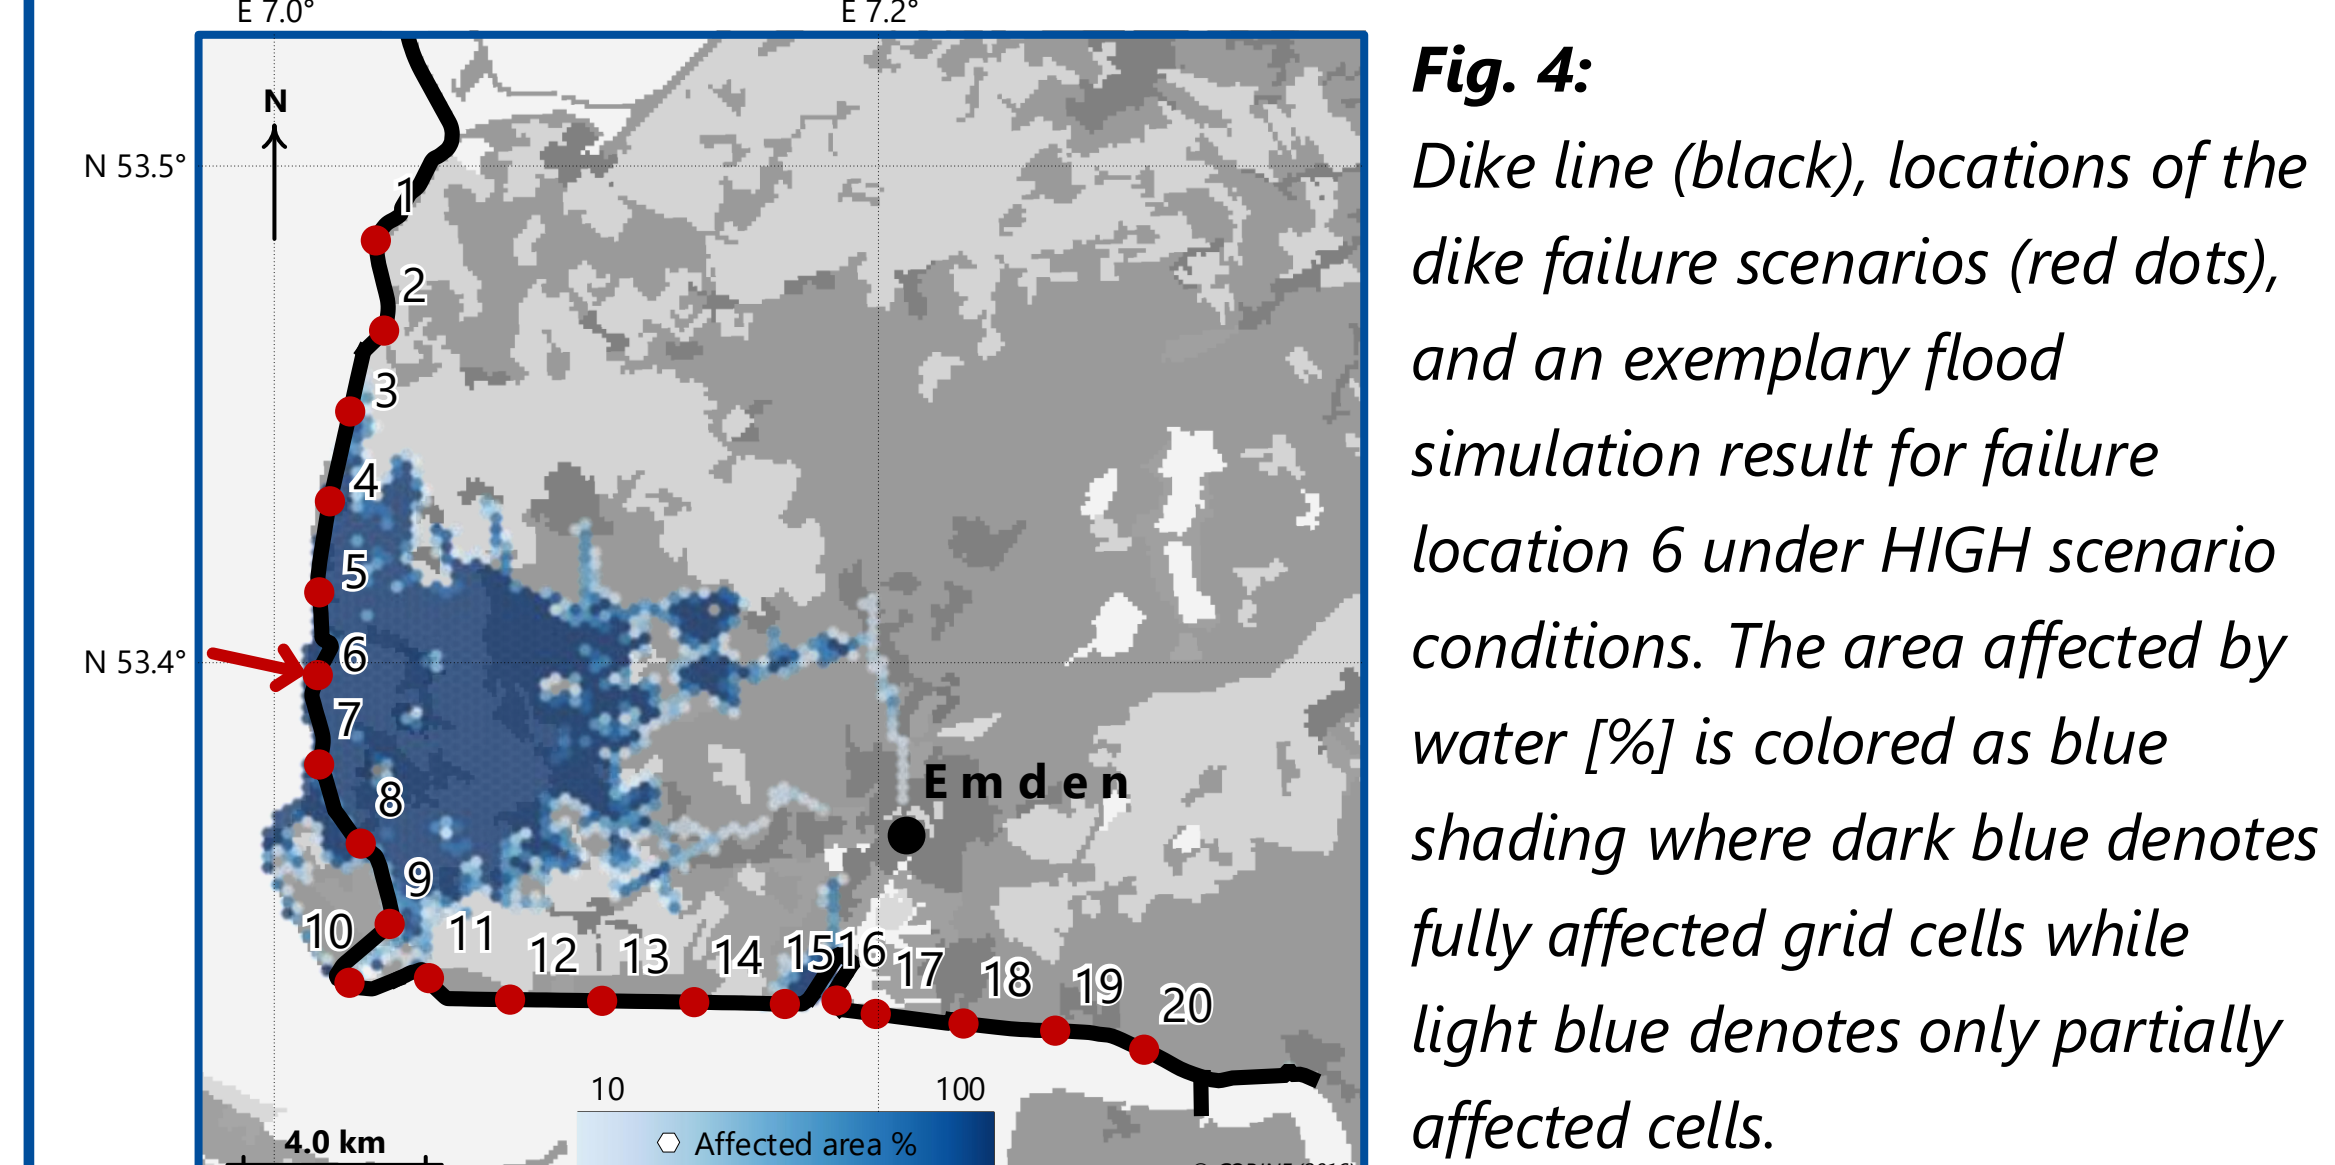 E 7.0°
E 7.2°
N
N 53.5°
1
2
3
4
5
6
N 53.4°
7
8
9
10
11
12
13
14
15
16
17
18
19
20
Emden
10
100
Affected area %
4.0 km
Fig. 4:
Dike line (black), locations of the
dike failure scenarios (red dots),
and an exemplary flood
simulation result for failure
location 6 under HIGH scenario
conditions. The area affected by
water [%] is colored as blue
shading where dark blue denotes
fully affected grid cells while
light blue denotes only partially
affected cells.